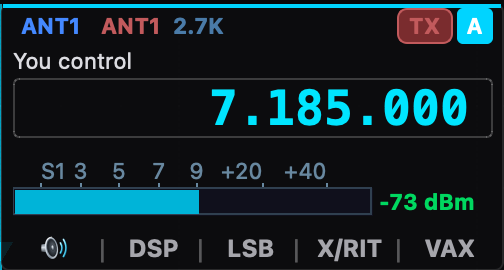 ANT1 ANT1 2.7K TX A
You control
7.185.000
S1 3 5 7 9 +20 +40
-73 dBm
| DSP | LSB | X/RIT | VAX